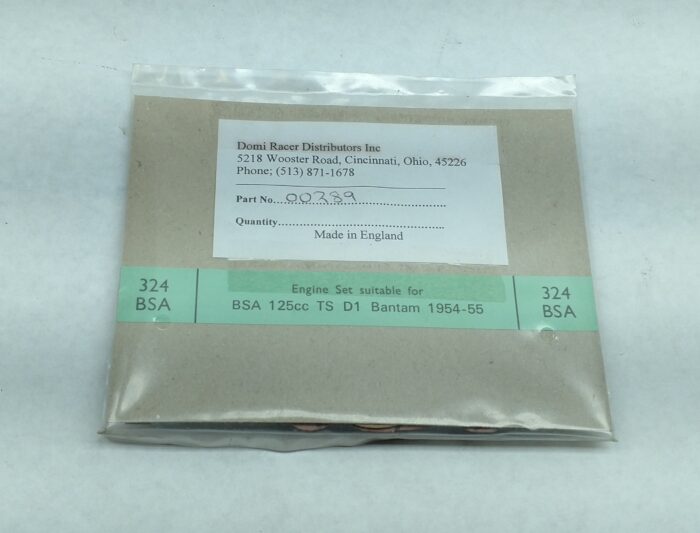 Domi Racer Distributors Inc
5218 Wooster Road, Cincinnati, Ohio, 45226
Phone; (513) 871-1678
Part No....00389....................
Quantity..............................................
Made in England
324 BSA
Engine Set suitable for
BSA 125cc TS D1 Bantam 1954-55
324 BSA